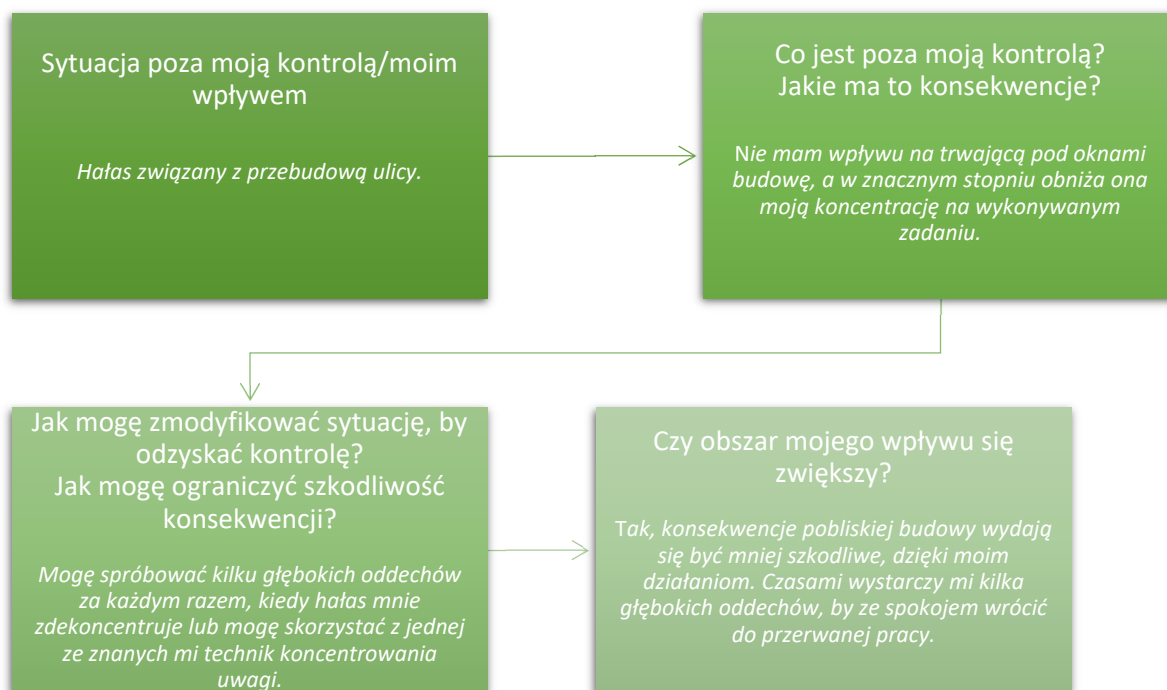 Sytuacja poza moją kontrolą/moim
wpływem
Hałas związany z przebudową ulicy.
Co jest poza moją kontrolą?
Jakie ma to konsekwencje?
Nie mam wpływu na trwającą pod oknami
budowę, a w znacznym stopniu obniża ona
moją koncentrację na wykonywanym
zadaniu.
Jak mogę zmodyfikować sytuację, by
odzyskać kontrolę?
Jak mogę ograniczyć szkodliwość
konsekwencji?
Mogę spróbować kilku głębokich oddechów
za każdym razem, kiedy hałas mnie
zdekoncentruje lub mogę skorzystać z jednej
ze znanych mi technik koncentrowania
uwagi.
Czy obszar mojego wpływu się
zwiększy?
Tak, konsekwencje pobliskiej budowy wydają
się być mniej szkodliwe, dzięki moim
działaniom. Czasami wystarczy mi kilka
głębokich oddechów, by ze spokojem wrócić
do przerwanej pracy.